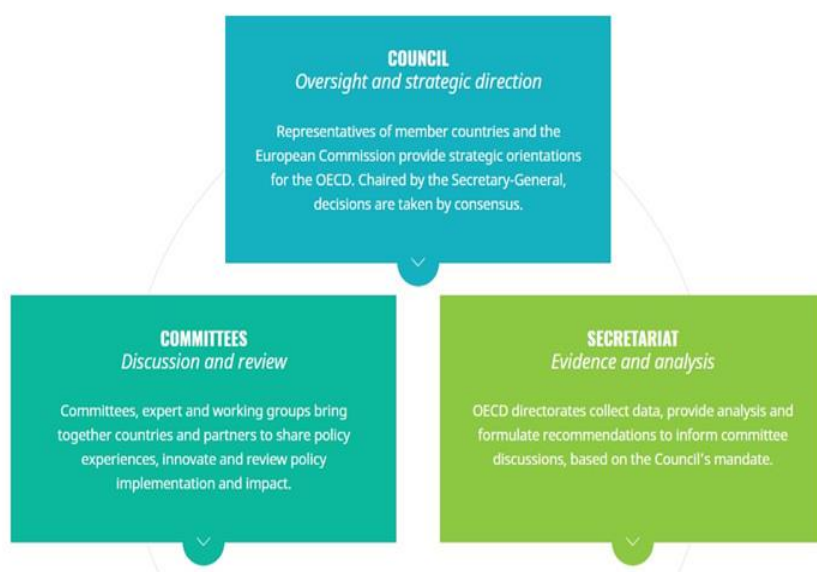 COUNCIL
Oversight and strategic direction
Representatives of member countries and the
European Commission provide strategic orientations
for the OECD. Chaired by the Secretary-General,
decisions are taken by consensus.
COMMITTEES
Discussion and review
Committees, expert and working groups bring
together countries and partners to share policy
experiences, innovate and review policy
implementation and impact.
SECRETARIAT
Evidence and analysis
OECD directorates collect data, provide analysis and
formulate recommendations to inform committee
discussions, based on the Council's mandate.